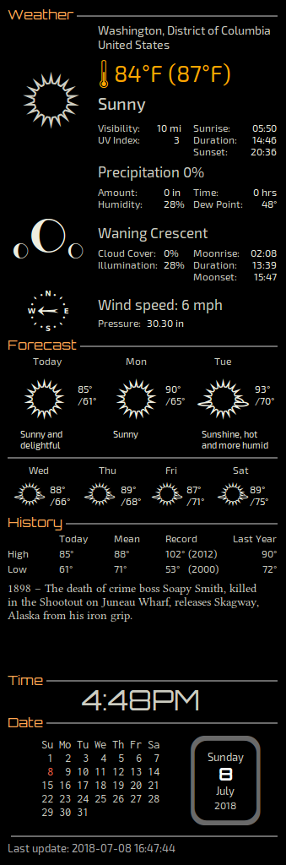 Weather
Washington, District of Columbia
United States
84°F (87°F)
Sunny
Visibility: 10 mi Sunrise: 05:50
UV Index: 3 Duration: 14:46
Sunset: 20:36
Precipitation 0%
Amount: 0 in Time: 0 hrs
Humidity: 28% Dew Point: 48°
Waning Crescent
Cloud Cover: 0% Moonrise: 02:08
Illumination: 28% Duration: 13:39
Moonset: 15:47
N
W E
S
Wind speed: 6 mph
Pressure: 30.30 in
Forecast
Today Mon Tue
85° 90° 93°
/61° /65° /70°
Sunny and Sunny Sunshine, hot
delightful and more humid
Wed Thu Fri Sat
88° 89° 87° 89°
/66° /68° /71° /75°
History
Today Mean Record Last Year
High 85° 88° 102° (2012) 90°
Low 61° 71° 53° (2000) 72°
1898 – The death of crime boss Soapy Smith, killed
in the Shootout on Juneau Wharf, releases Skagway,
Alaska from his iron grip.
Time
4:48PM
Date
Su Mo Tu We Th Fr Sa
1 2 3 4 5 6 7
8 9 10 11 12 13 14
15 16 17 18 19 20 21
22 23 24 25 26 27 28
29 30 31
Sunday
8
July
2018
Last update: 2018-07-08 16:47:44